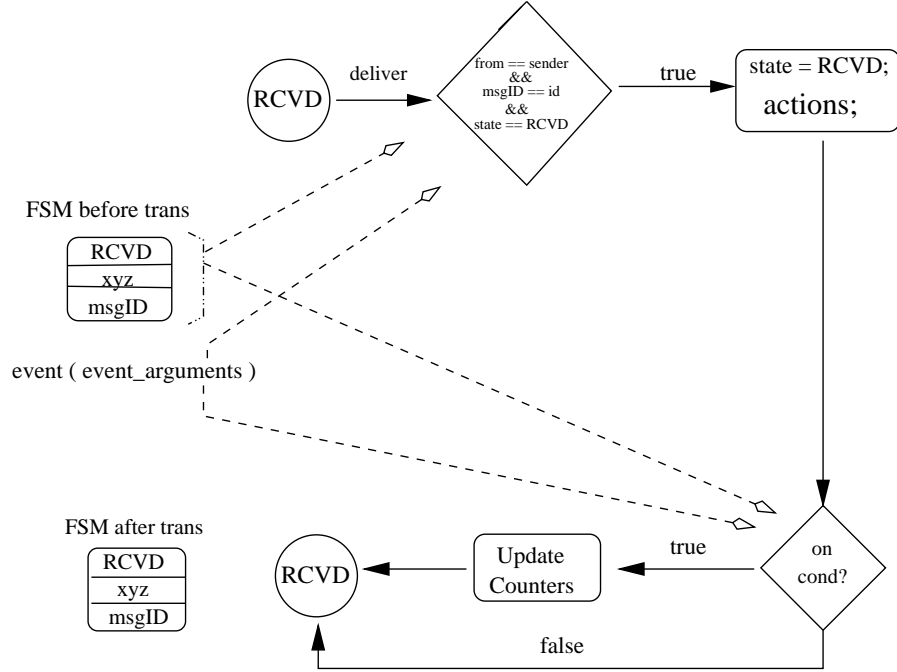 from == sender
&&
msgID == id
&&
state == RCVD
deliver
true
state = RCVD;
actions;
RCVD
FSM before trans
RCVD
xyz
msgID
event ( event_arguments )
FSM after trans
RCVD
xyz
msgID
RCVD
Update
Counters
true
on
cond?
false